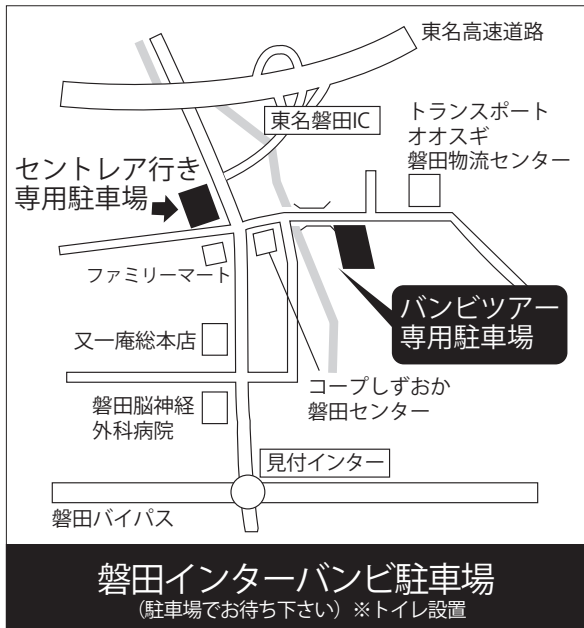 東名高速道路
東名磐田IC
トランスポート
オオスギ
磐田物流センター
セントレア行き
専用駐車場
ファミリーマート
バンビツアー
専用駐車場
又一庵総本店
コープしずおか
磐田センター
磐田脳神経
外科病院
見付インター
磐田バイパス
磐田インターバンビ駐車場
(駐車場でお待ち下さい)※トイレ設置